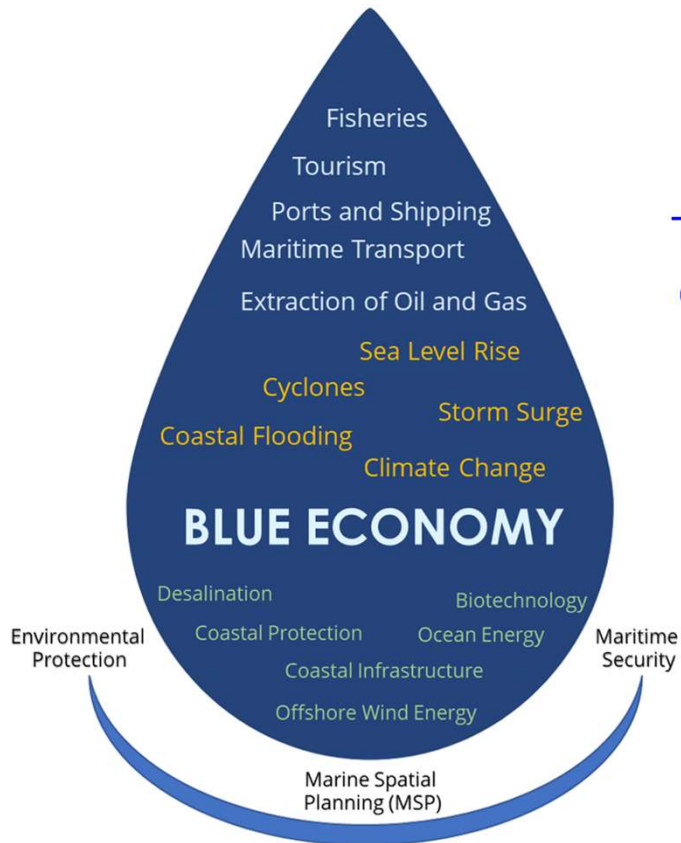 Fisheries
Tourism
Ports and Shipping
Maritime Transport
Extraction of Oil and Gas
Sea Level Rise
Cyclones
Storm Surge
Coastal Flooding
Climate Change
BLUE ECONOMY
Desalination
Biotechnology
Coastal Protection
Ocean Energy
Coastal Infrastructure
Offshore Wind Energy
Environmental
Protection
Maritime
Security
Marine Spatial
Planning (MSP)